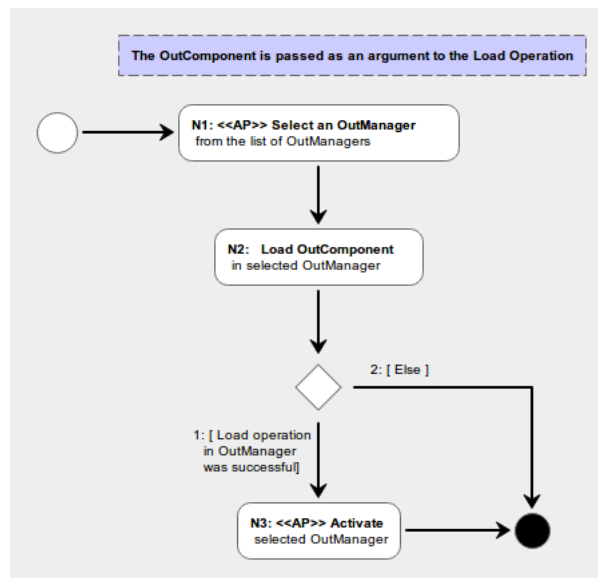 The OutComponent is passed as an argument to the Load Operation
N1: <<AP>> Select an OutManager
from the list of OutManagers
N2: Load OutComponent
in selected OutManager
2: [ Else ]
1: [ Load operation
in OutManager
was successful]
N3: <<AP>> Activate
selected OutManager